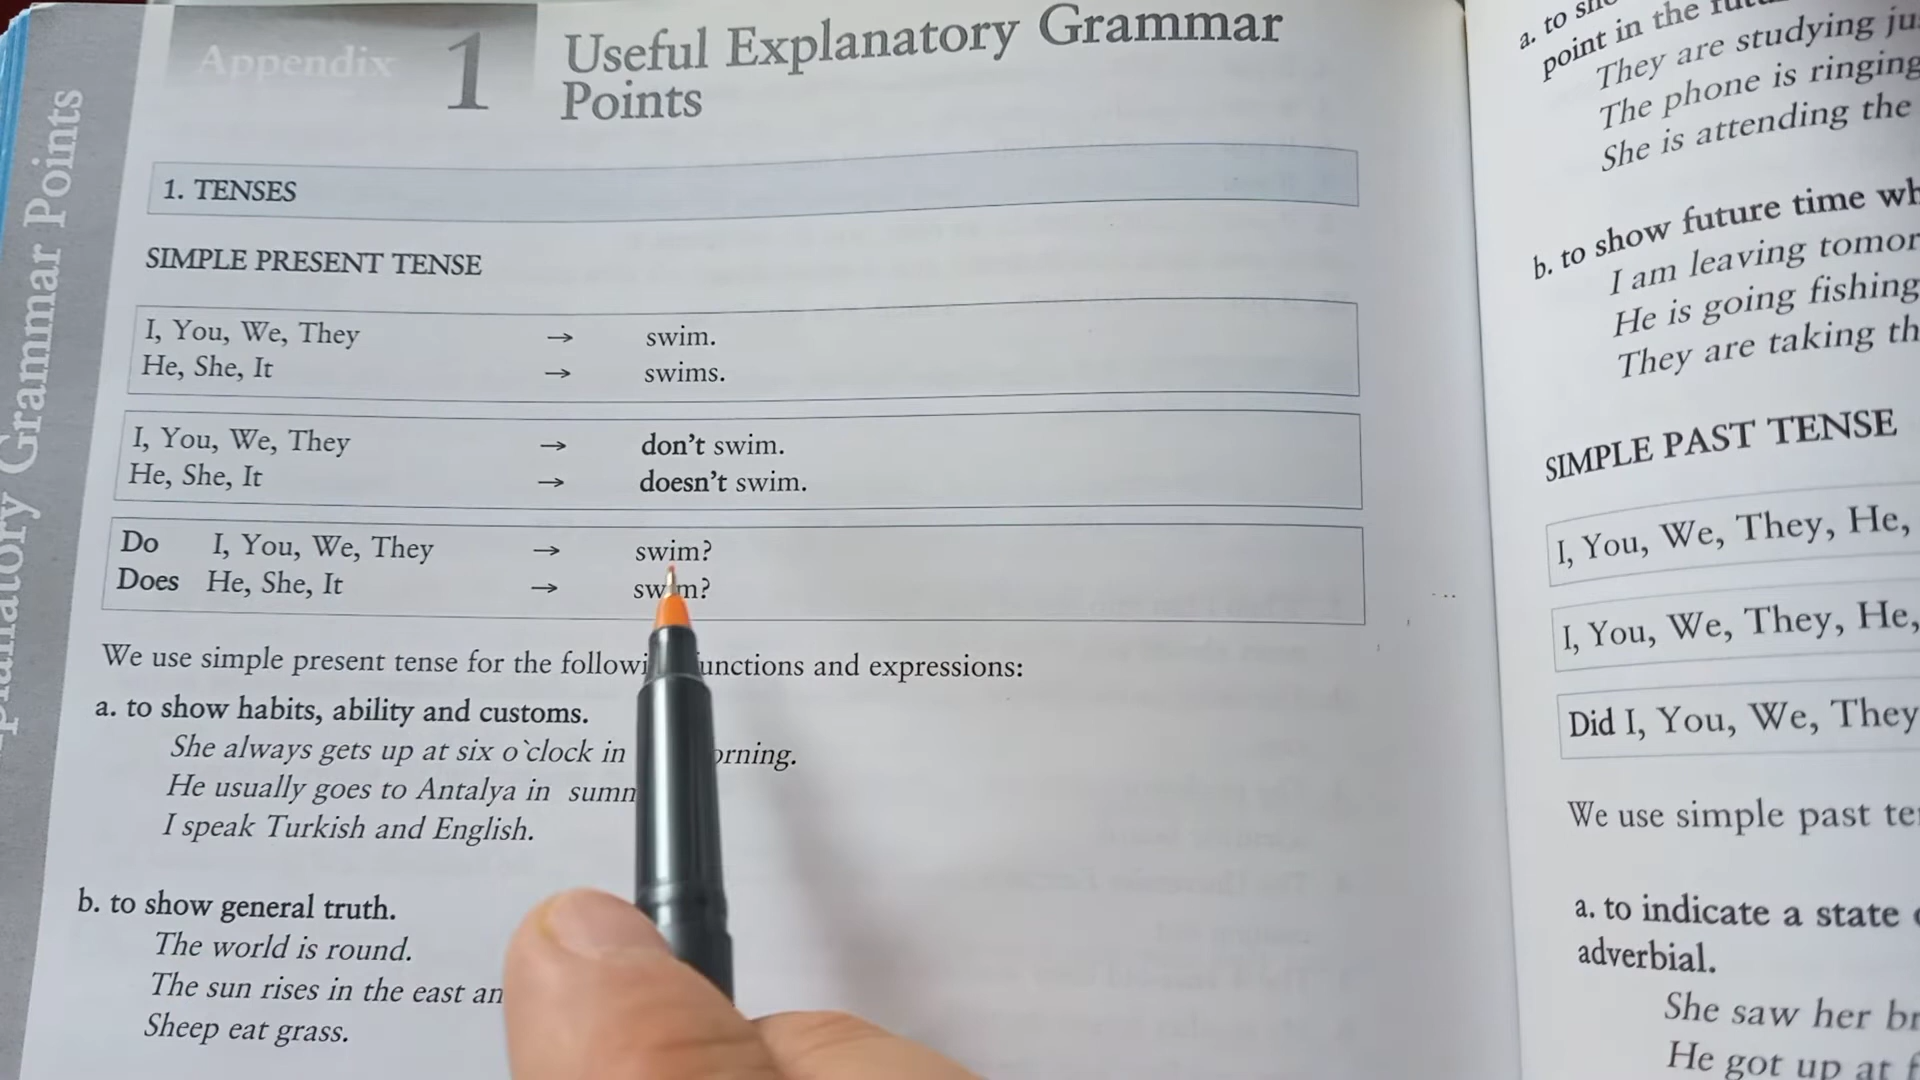 Appendix 1
Useful Explanatory Grammar
Points
1. TENSES
SIMPLE PRESENT TENSE
I, You, We, They → swim.
He, She, It → swims.
I, You, We, They → don't swim.
He, She, It → doesn't swim.
Do I, You, We, They → swim?
Does He, She, It → swim?
We use simple present tense for the following functions and expressions:
a. to show habits, ability and customs.
She always gets up at six o`clock in morning.
He usually goes to Antalya in
I speak Turkish and English.
b. to show general truth.
The world is round.
The sun rises in the east
Sheep eat grass.
Grammar Points
a. to
point in the
They are studying
The phone is ringing
She is attending the
b. to show future time
I am leaving
He is going fishing
They are taking
SIMPLE PAST TENSE
I, You, We, They, He,
I, You, We, They, He,
Did I, You, We, They
We use simple past
a. to indicate a state
adverbial.
She saw her
He got up at